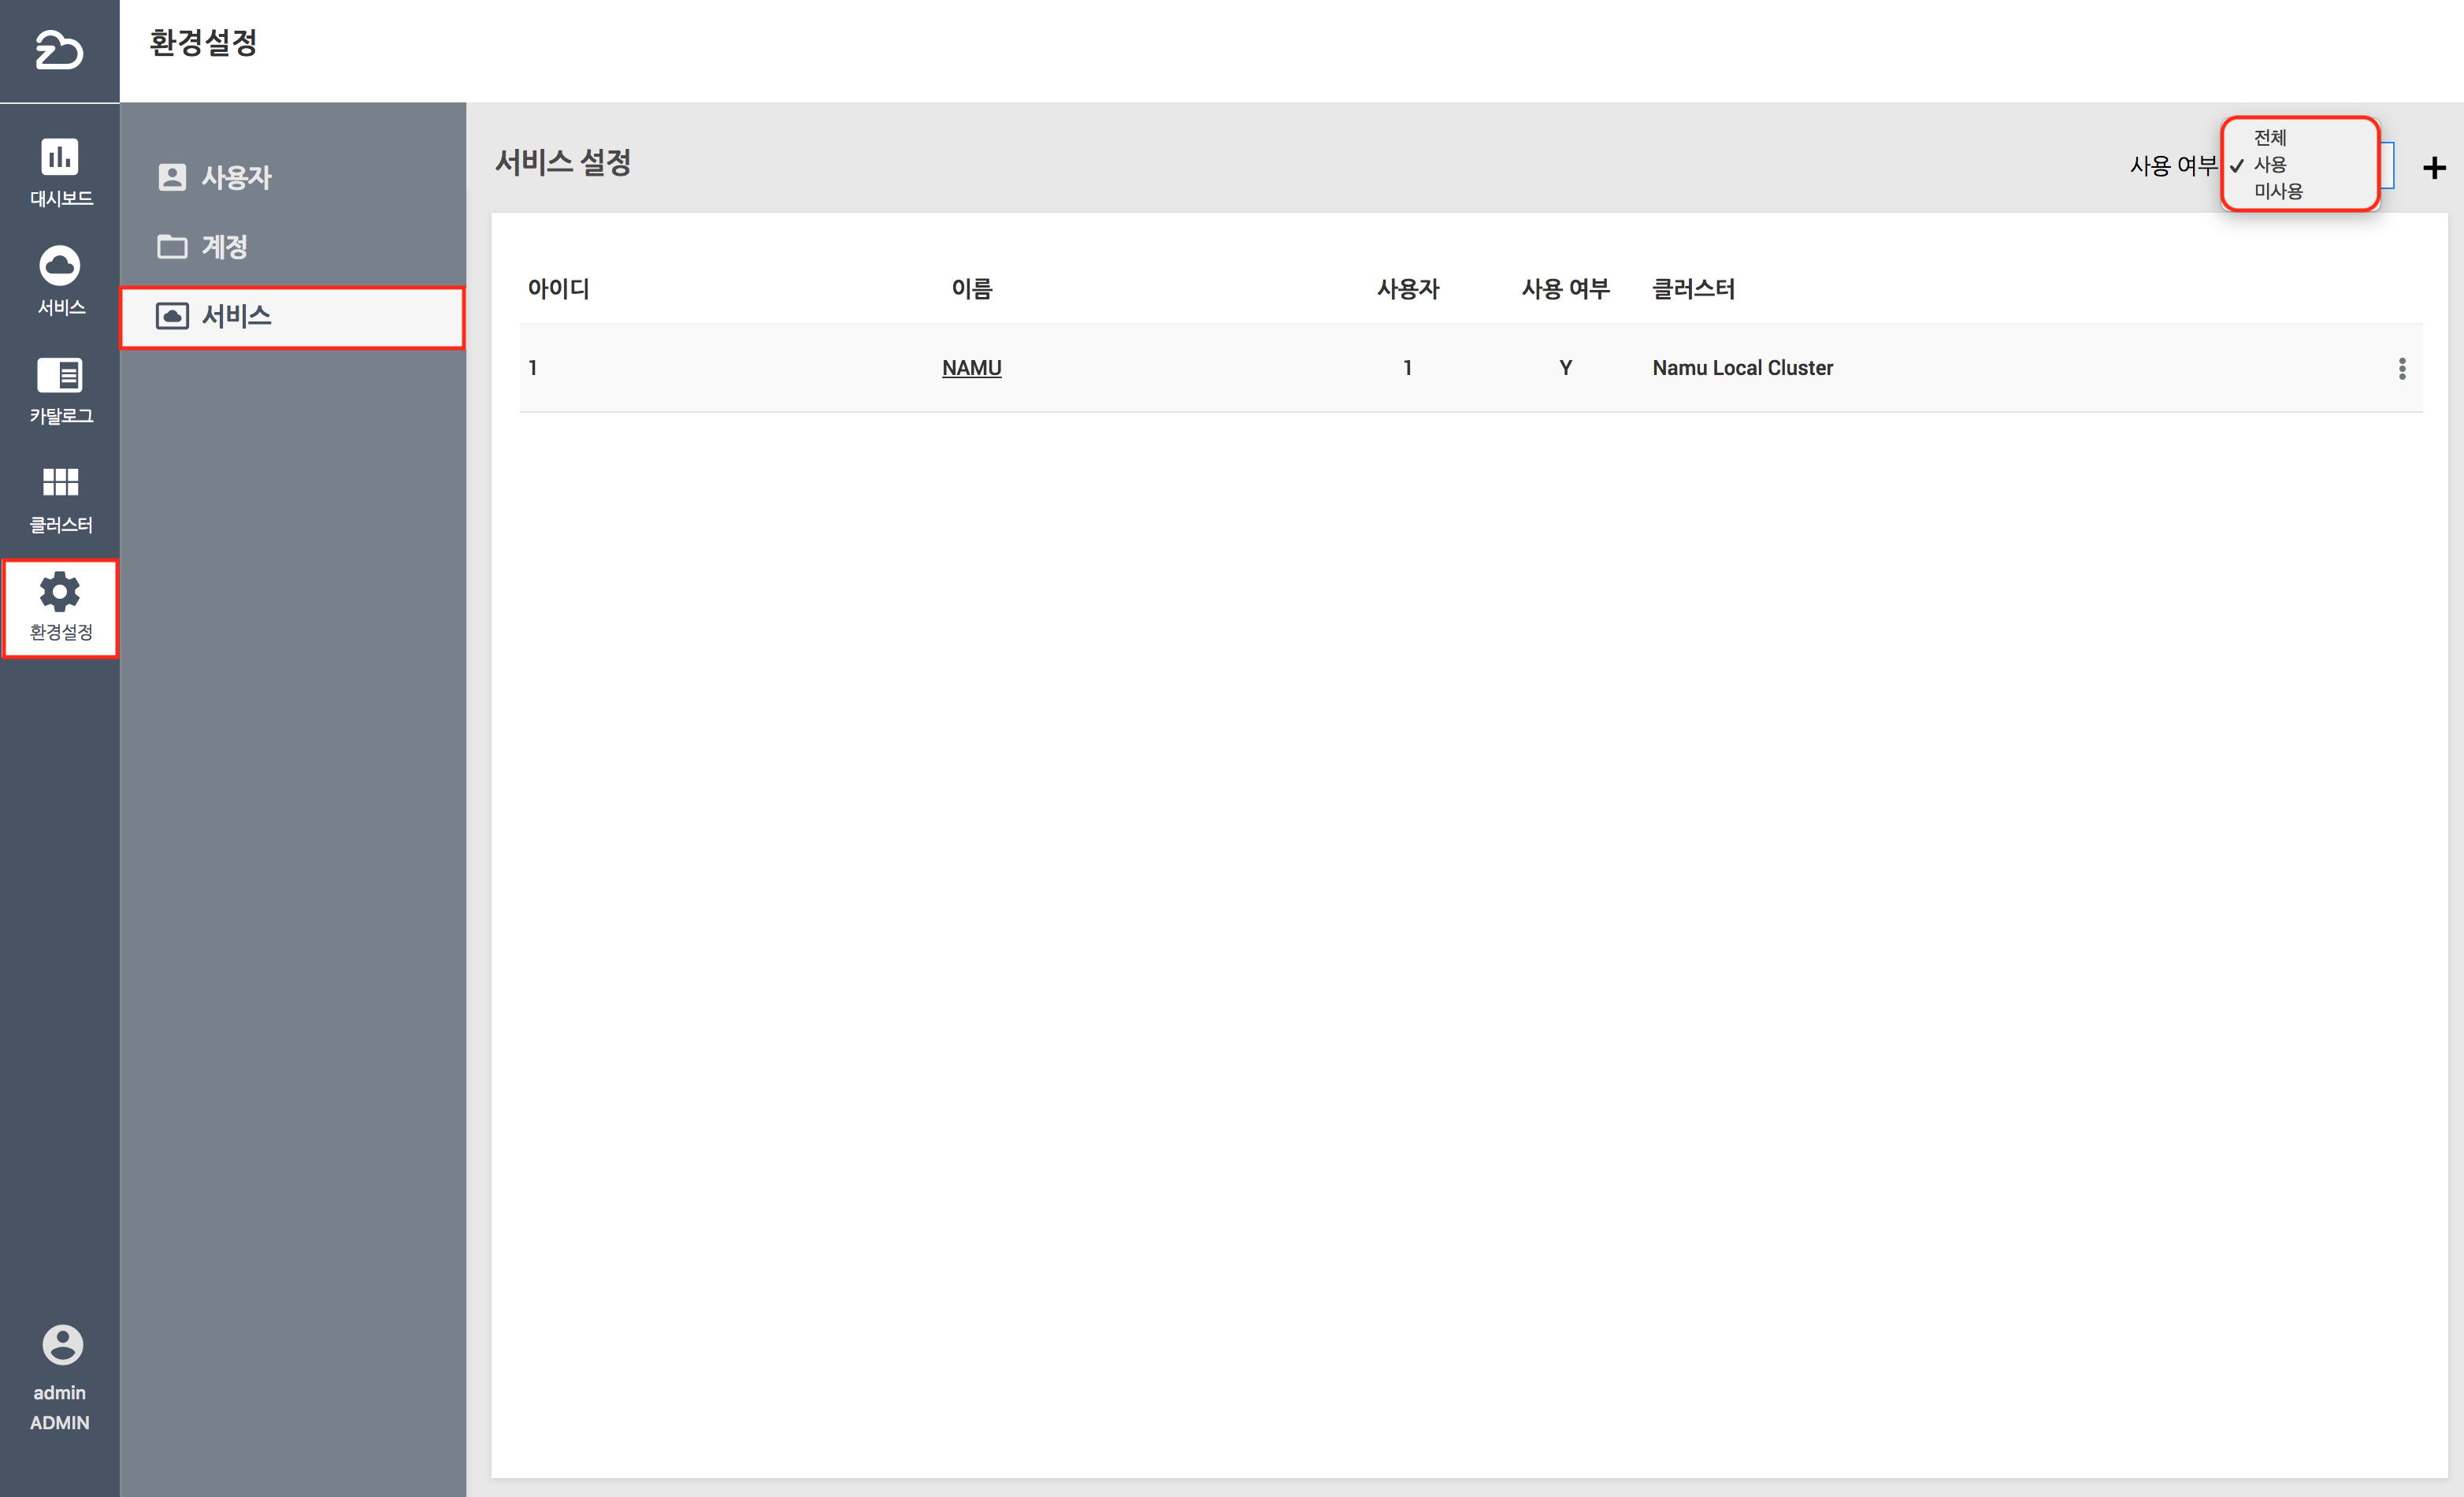 환경설정
대시보드
서비스
카탈로그
클러스터
환경설정
admin
ADMIN
사용자
계정
서비스
서비스 설정
사용 여부
전체
✓ 사용
미사용
아이디 이름 사용자 사용 여부 클러스터
1 NAMU 1 Y Namu Local Cluster